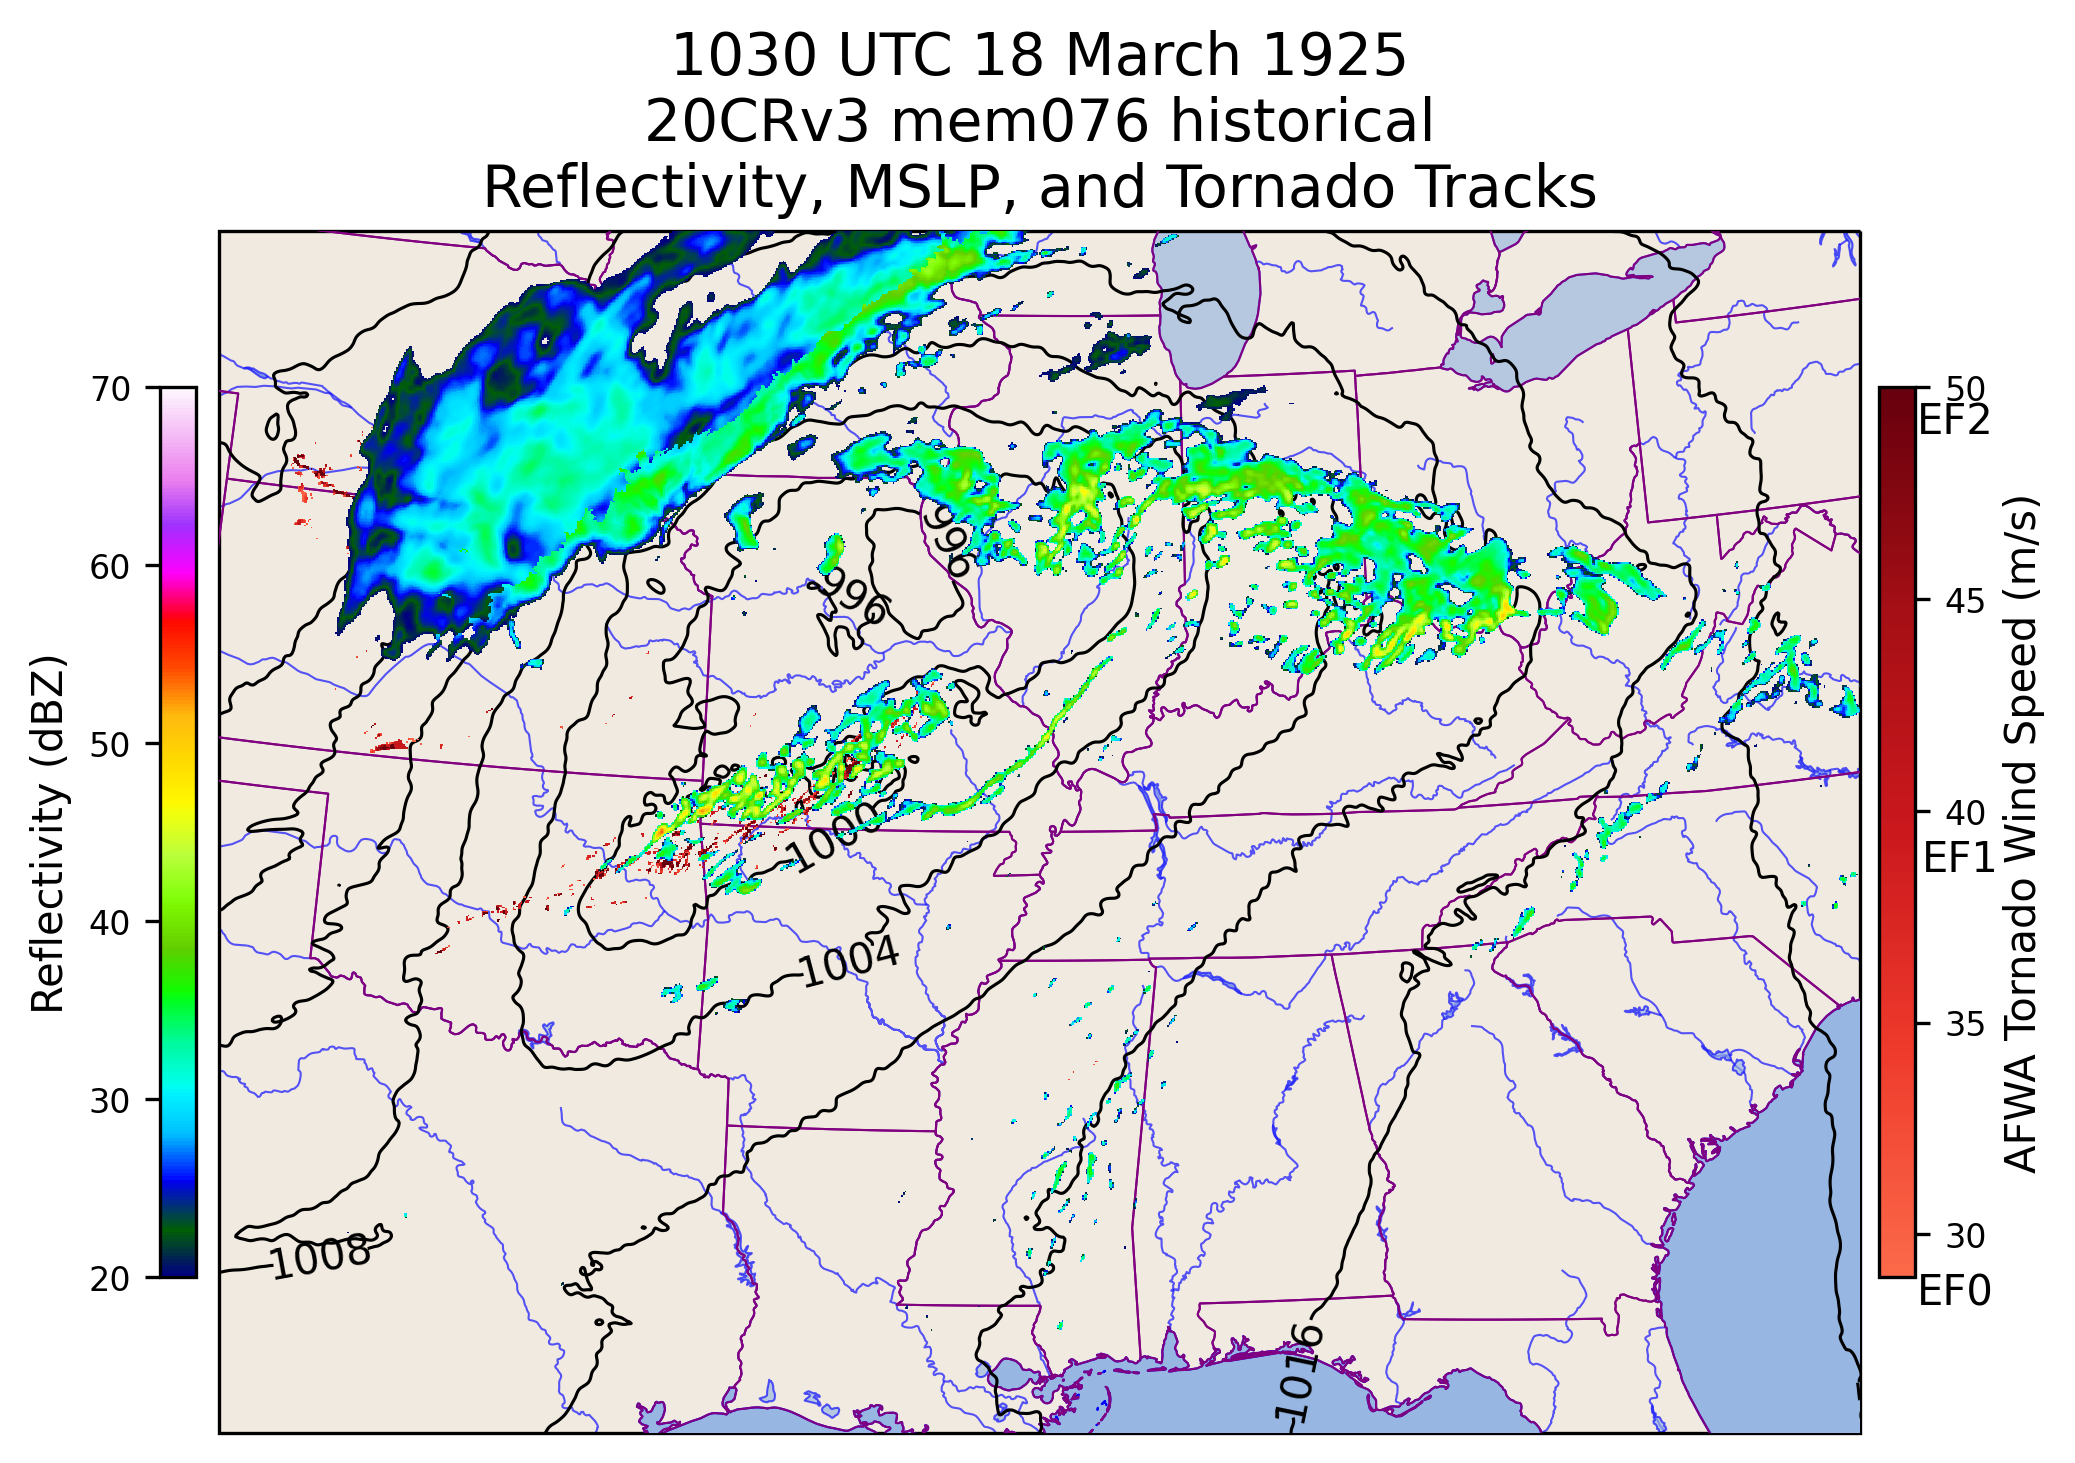 1030 UTC 18 March 1925
20CRv3 mem076 historical
Reflectivity, MSLP, and Tornado Tracks
70
60
50
40
30
20
Reflectivity (dBZ)
996
996
1000
1004
1008
1016
50
EF2
45
40
EF1
35
30
EF0
AFWA Tornado Wind Speed (m/s)